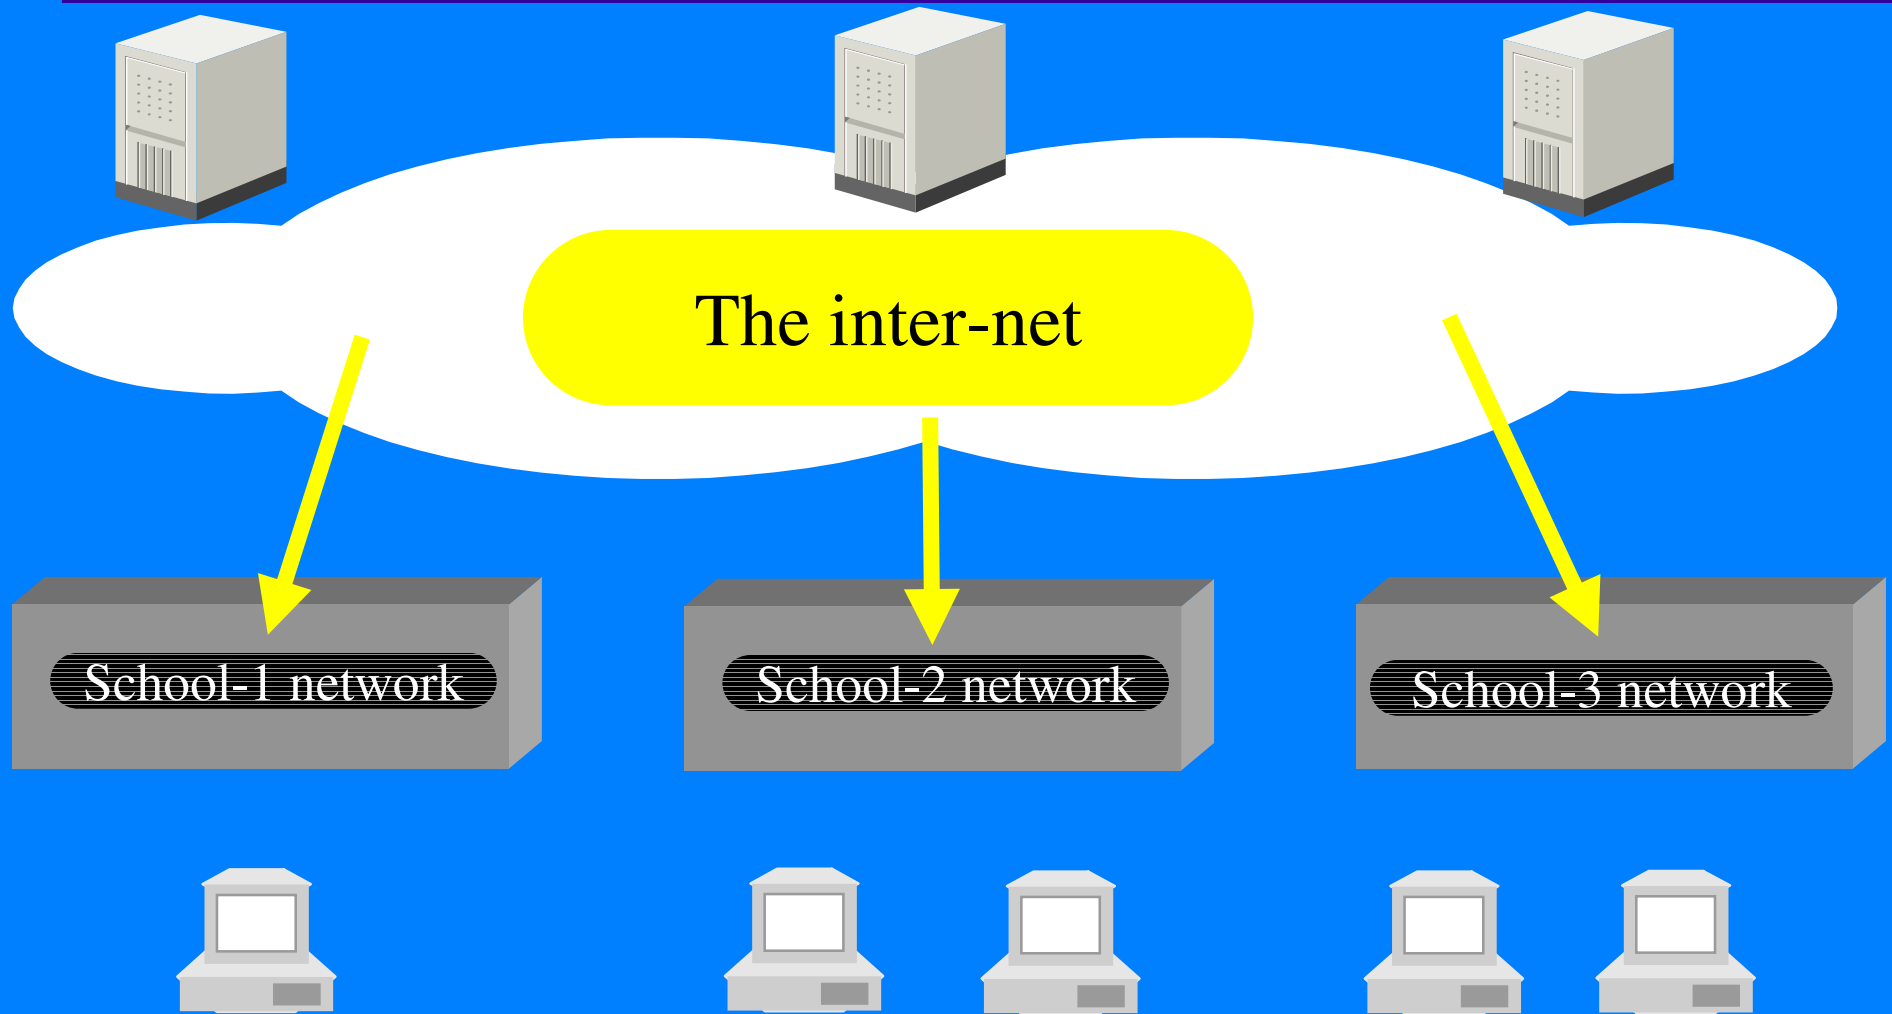 The inter-net
School-1 network
School-2 network
School-3 network